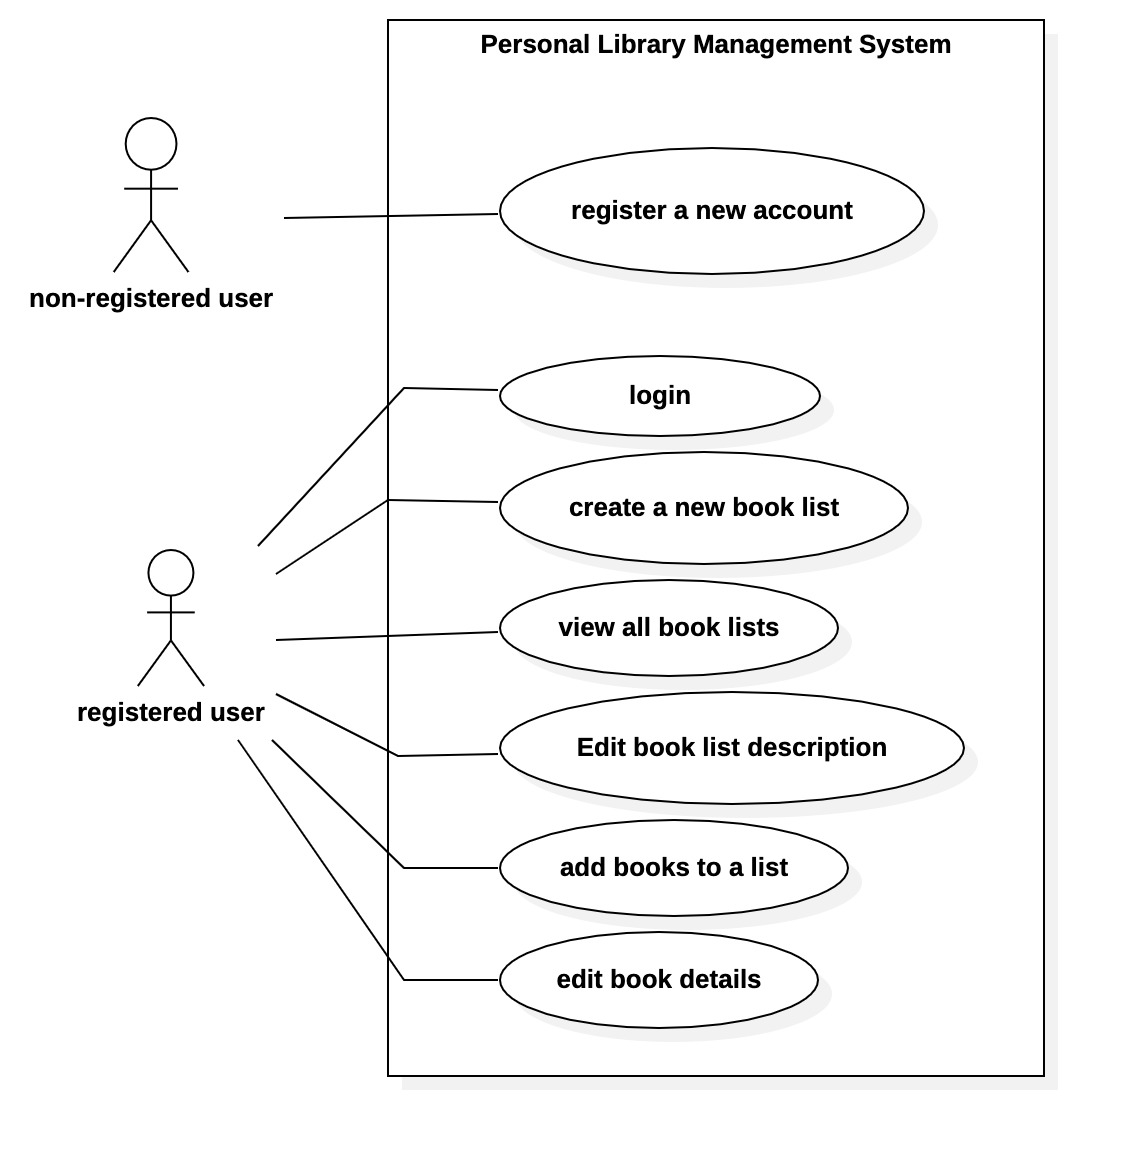 Personal Library Management System
register a new account
non-registered user
login
create a new book list
view all book lists
registered user
Edit book list description
add books to a list
edit book details